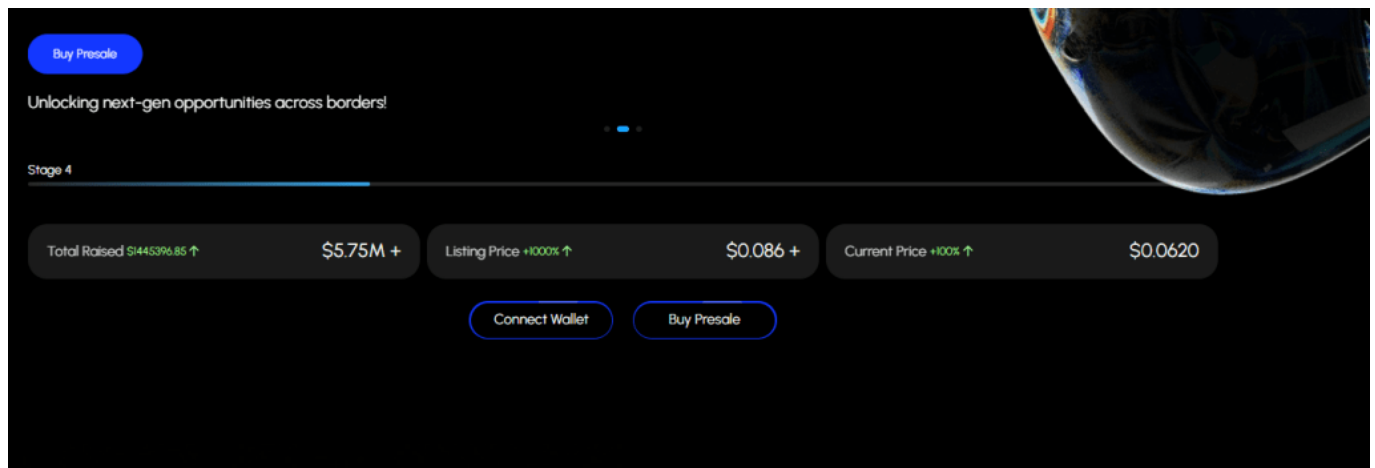 Buy Presale
Unlocking next-gen opportunities across borders!
Stage 4
Total Raised $1445396.85 ↑ $5.75M +
Listing Price +1000% ↑ $0.086 +
Current Price +100% ↑ $0.0620
Connect Wallet
Buy Presale